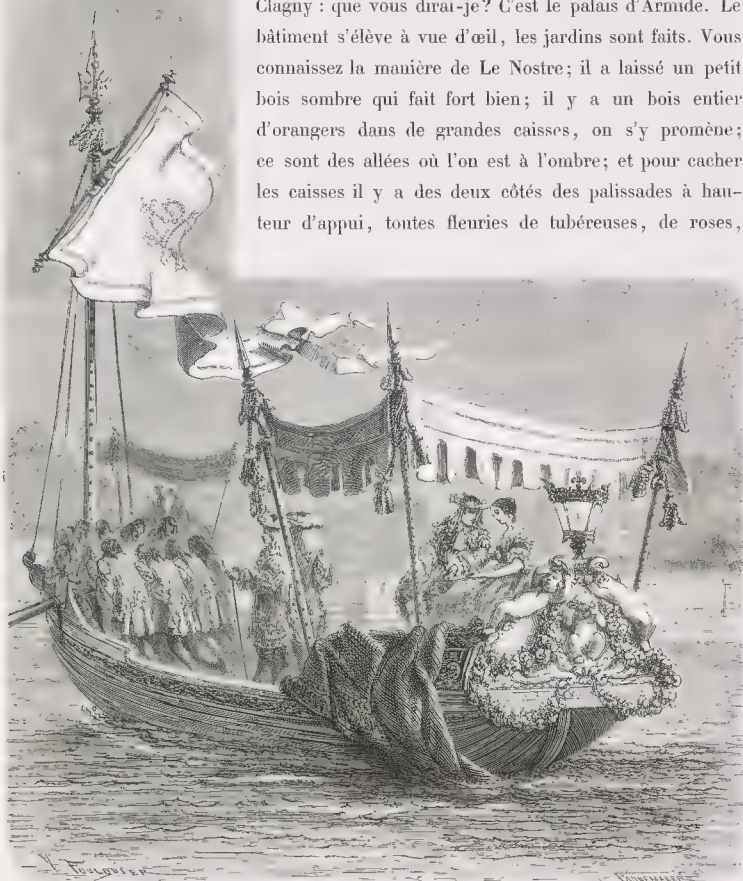 Clagny : que vous dirai-je? C'est le palais d'Armide. Le
bâtiment s'élève à vue d'œil, les jardins sont faits. Vous
connaissez la manière de Le Nostre; il a laissé un petit
bois sombre qui fait fort bien; il y a un bois entier
d'orangers dans de grandes caisses, on s'y promène;
ce sont des allées où l'on est à l'ombre; et pour cacher
les caisses il y a des deux côtés des palissades à hau-
teur d'appui, toutes fleuries de tubéreuses, de roses,